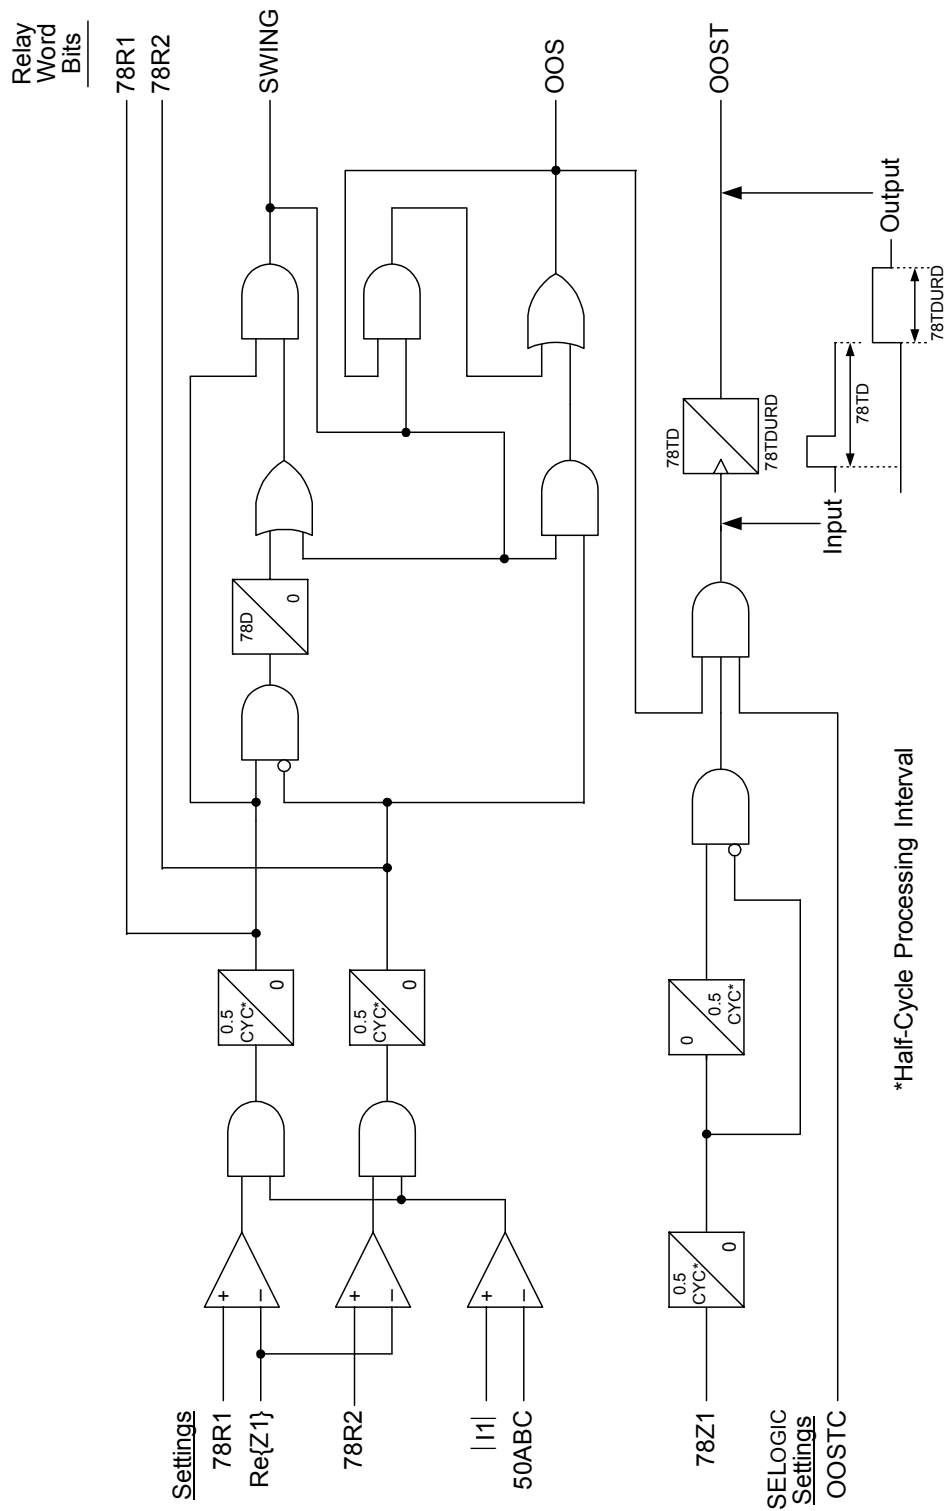 Relay
Word
Bits
Settings
78R1
Re{Z1}
78R2
|I1|
50ABC
+
–
+
–
+
–
0.5
CYC*
0
0.5
CYC*
0
78R1
78R2
78D
0
SWING
OOS
78Z1
0.5
CYC*
0
0
0.5
CYC*
SELOGIC
Settings
OOSTC
Input
78TD
78TDURD
OOST
Output
78TD
78TDURD
*Half-Cycle Processing Interval